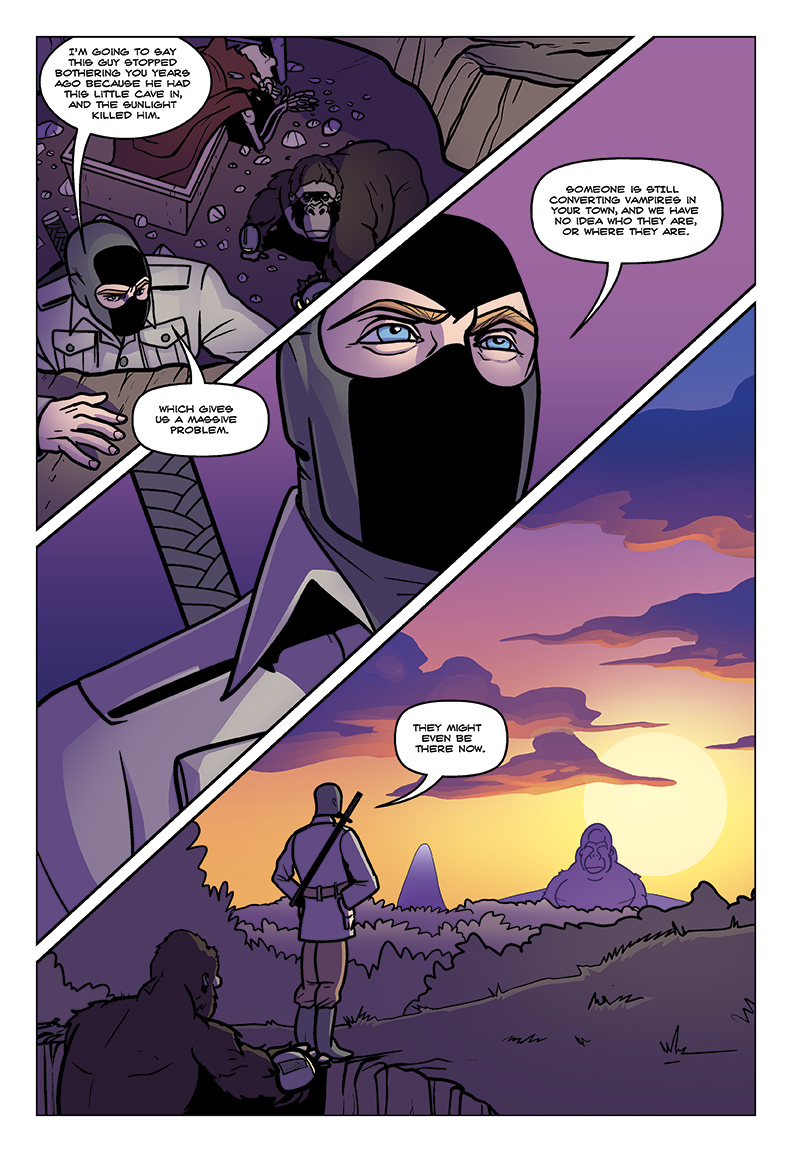 I'M GOING TO SAY
THIS GUY STOPPED
BOTHERING YOU YEARS
AGO BECAUSE HE HAD
THIS LITTLE CAVE IN,
AND THE SUNLIGHT
KILLED HIM.
WHICH GIVES
US A MASSIVE
PROBLEM.
SOMEONE IS STILL
CONVERTING VAMPIRES IN
YOUR TOWN, AND WE HAVE
NO IDEA WHO THEY ARE,
OR WHERE THEY ARE.
THEY MIGHT
EVEN BE
THERE NOW.